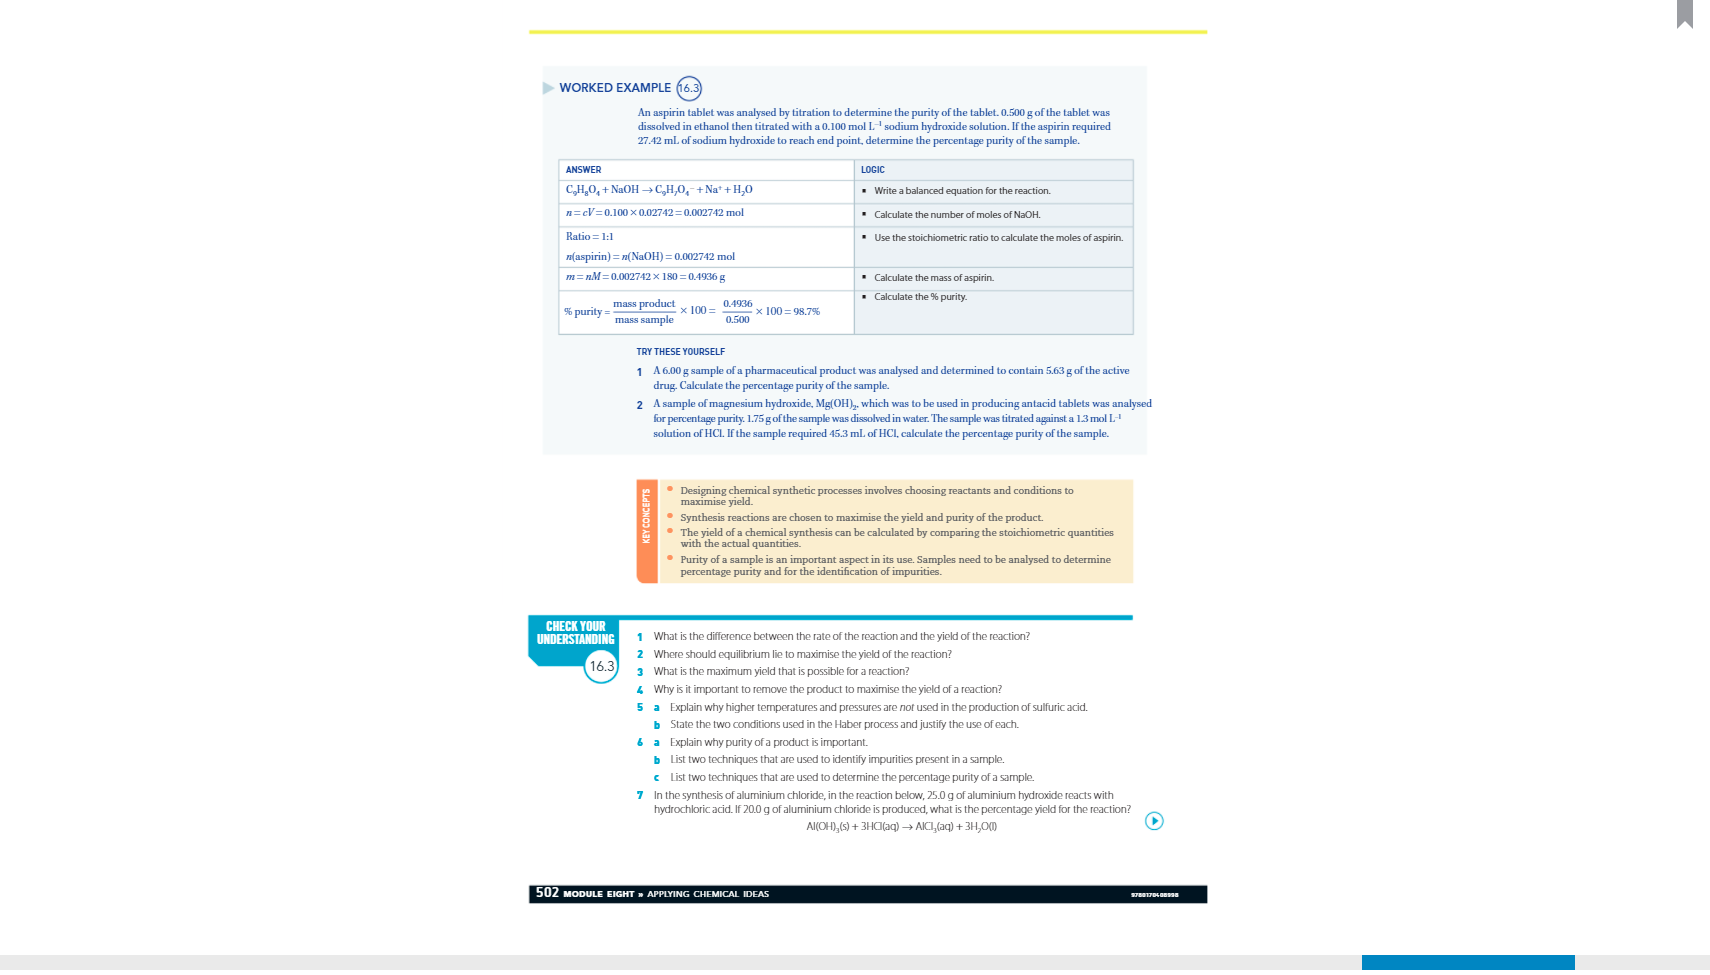 WORKED EXAMPLE 16.3
An aspirin tablet was analysed by titration to determine the purity of the tablet. 0.500 g of the tablet was
dissolved in ethanol then titrated with a 0.100 mol L⁻¹ sodium hydroxide solution. If the aspirin required
27.42 mL of sodium hydroxide to reach end point, determine the percentage purity of the sample.
ANSWER LOGIC
C₉H₈O₄ + NaOH → C₉H₇O₄⁻ + Na⁺ + H₂O ▪ Write a balanced equation for the reaction.
n = cV = 0.100 × 0.02742 = 0.002742 mol ▪ Calculate the number of moles of NaOH.
Ratio = 1:1 ▪ Use the stoichiometric ratio to calculate the moles of aspirin.
n(aspirin) = n(NaOH) = 0.002742 mol
m = nM = 0.002742 × 180 = 0.4936 g ▪ Calculate the mass of aspirin.
% purity = mass product / mass sample × 100 = 0.4936 / 0.500 × 100 = 98.7% ▪ Calculate the % purity.
TRY THESE YOURSELF
1 A 6.00 g sample of a pharmaceutical product was analysed and determined to contain 5.63 g of the active
drug. Calculate the percentage purity of the sample.
2 A sample of magnesium hydroxide, Mg(OH)₂, which was to be used in producing antacid tablets was analysed
for percentage purity. 1.75 g of the sample was dissolved in water. The sample was titrated against a 1.3 mol L⁻¹
solution of HCl. If the sample required 45.3 mL of HCl, calculate the percentage purity of the sample.
KEY CONCEPTS
• Designing chemical synthetic processes involves choosing reactants and conditions to
maximise yield.
• Synthesis reactions are chosen to maximise the yield and purity of the product.
• The yield of a chemical synthesis can be calculated by comparing the stoichiometric quantities
with the actual quantities.
• Purity of a sample is an important aspect in its use. Samples need to be analysed to determine
percentage purity and for the identification of impurities.
CHECK YOUR
UNDERSTANDING
16.3
1 What is the difference between the rate of the reaction and the yield of the reaction?
2 Where should equilibrium lie to maximise the yield of the reaction?
3 What is the maximum yield that is possible for a reaction?
4 Why is it important to remove the product to maximise the yield of a reaction?
5 a Explain why higher temperatures and pressures are not used in the production of sulfuric acid.
b State the two conditions used in the Haber process and justify the use of each.
6 a Explain why purity of a product is important.
b List two techniques that are used to identify impurities present in a sample.
c List two techniques that are used to determine the percentage purity of a sample.
7 In the synthesis of aluminium chloride, in the reaction below, 25.0 g of aluminium hydroxide reacts with
hydrochloric acid. If 20.0 g of aluminium chloride is produced, what is the percentage yield for the reaction?
Al(OH)₃(s) + 3HCl(aq) → AlCl₃(aq) + 3H₂O(l)
502 MODULE EIGHT » APPLYING CHEMICAL IDEAS
9780170408998